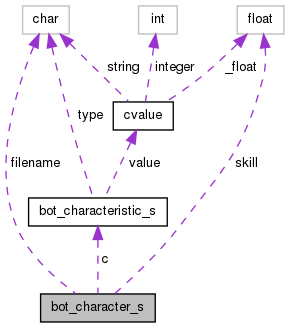 char
int
float
string
integer
_float
cvalue
type
filename
value
skill
bot_characteristic_s
c
bot_character_s